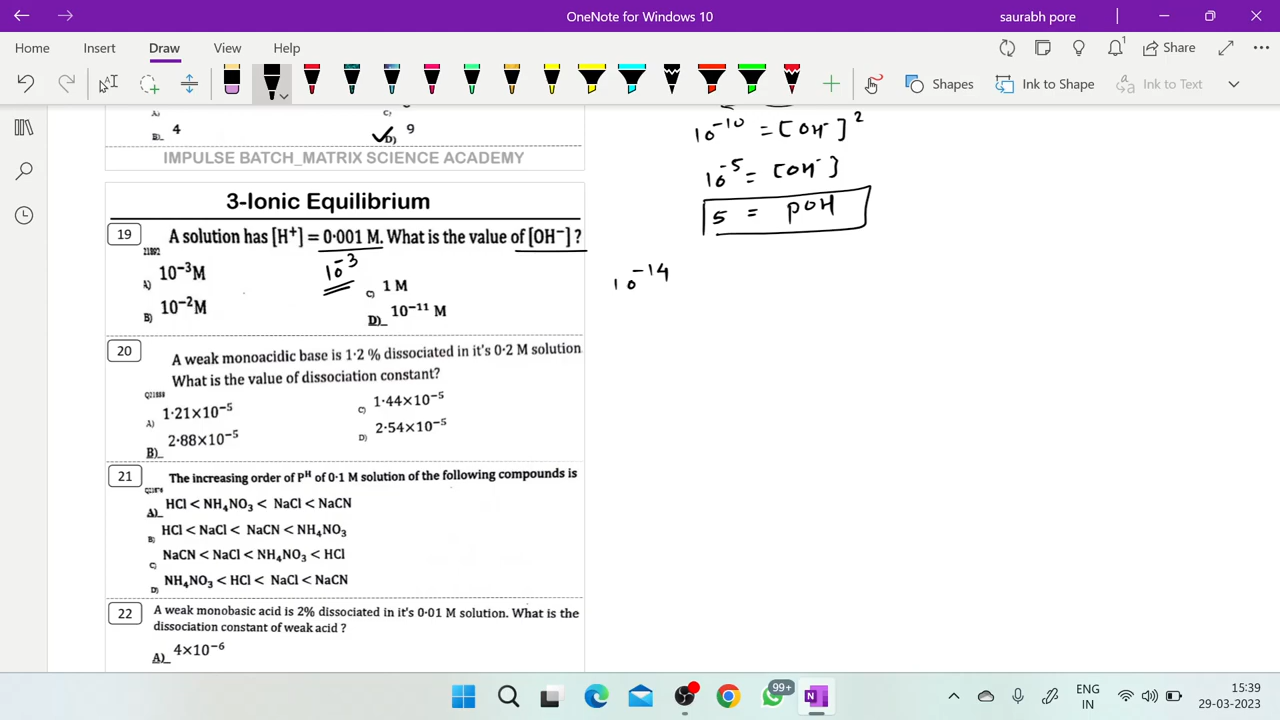 OneNote for Windows 10
saurabh pore
Home Insert Draw View Help
Share
Shapes
Ink to Shape
Ink to Text
B)_ 4
D) 9
IMPULSE BATCH_MATRIX SCIENCE ACADEMY
10⁻¹⁰ = [OH⁻]²
10⁻⁵ = [OH⁻]
5 = pOH
10⁻¹⁴
3-Ionic Equilibrium
19 A solution has [H⁺] = 0·001 M. What is the value of [OH⁻] ?
10⁻³
A) 10⁻³M
C) 1 M
B) 10⁻²M
D)_ 10⁻¹¹ M
20 A weak monoacidic base is 1·2 % dissociated in it's 0·2 M solution
What is the value of dissociation constant?
A) 1·21×10⁻⁵
C) 1·44×10⁻⁵
B)_ 2·88×10⁻⁵
D) 2·54×10⁻⁵
21 The increasing order of Pᴴ of 0·1 M solution of the following compounds is
A)_ HCl < NH₄NO₃ < NaCl < NaCN
B) HCl < NaCl < NaCN < NH₄NO₃
C) NaCN < NaCl < NH₄NO₃ < HCl
D) NH₄NO₃ < HCl < NaCl < NaCN
22 A weak monobasic acid is 2% dissociated in it's 0·01 M solution. What is the
dissociation constant of weak acid ?
A)_ 4×10⁻⁶
99+
ENG
IN
15:39
29-03-2023